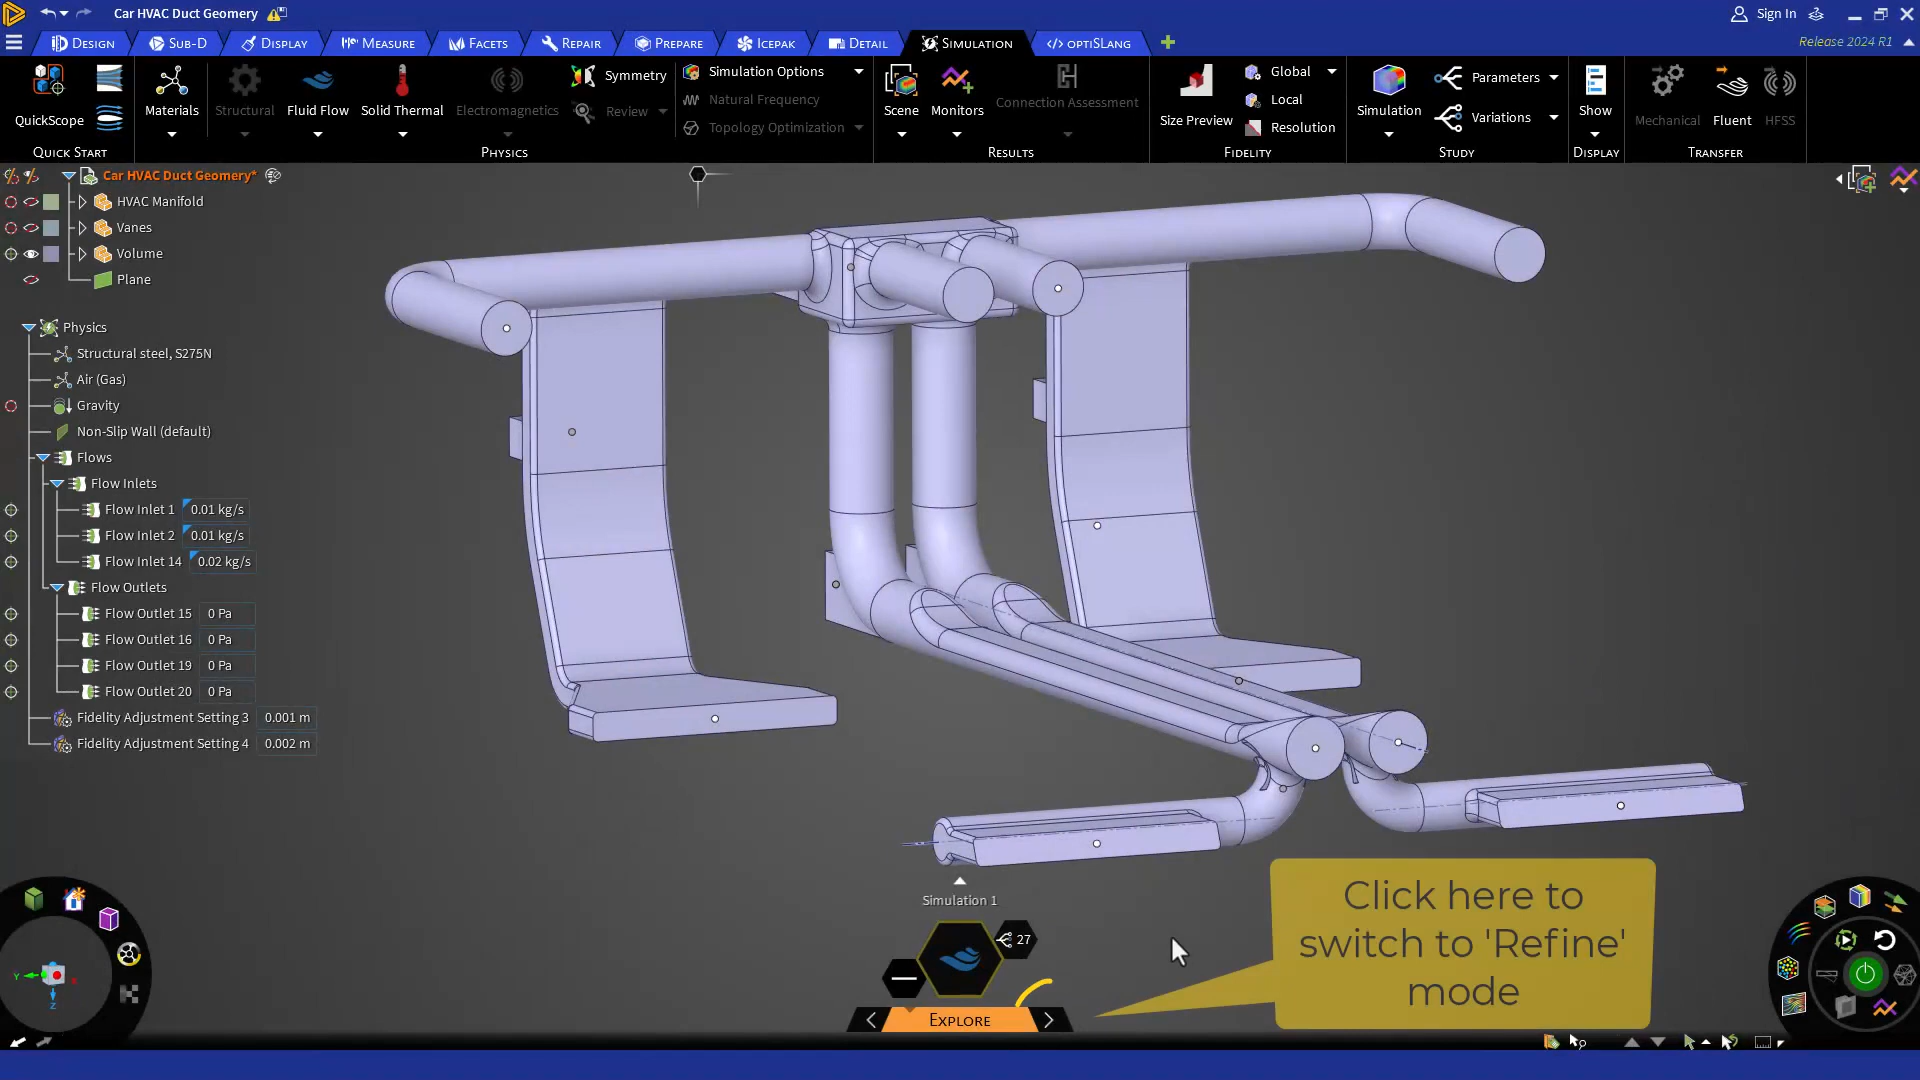 Car HVAC Duct Geometry
Sign In
Design
Sub-D
Display
Measure
Facets
Repair
Prepare
Icepak
Detail
Simulation
optiSLang
Release 2024 R1
QuickScope
Quick Start
Materials
Structural
Fluid Flow
Solid Thermal
Electromagnetics
Symmetry
Review
Physics
Simulation Options
Natural Frequency
Topology Optimization
Scene
Monitors
Connection Assessment
Results
Size Preview
Global
Local
Resolution
Fidelity
Simulation
Parameters
Variations
Study
Show
Display
Mechanical
Fluent
HFSS
Transfer
Car HVAC Duct Geometry*
HVAC Manifold
Vanes
Volume
Plane
Physics
Structural steel, S275N
Air (Gas)
Gravity
Non-Slip Wall (default)
Flows
Flow Inlets
Flow Inlet 1 0.01 kg/s
Flow Inlet 2 0.01 kg/s
Flow Inlet 14 0.02 kg/s
Flow Outlets
Flow Outlet 15 0 Pa
Flow Outlet 16 0 Pa
Flow Outlet 19 0 Pa
Flow Outlet 20 0 Pa
Fidelity Adjustment Setting 3 0.001 m
Fidelity Adjustment Setting 4 0.002 m
Simulation 1
27
Explore
Click here to
switch to 'Refine'
mode
Y
Z